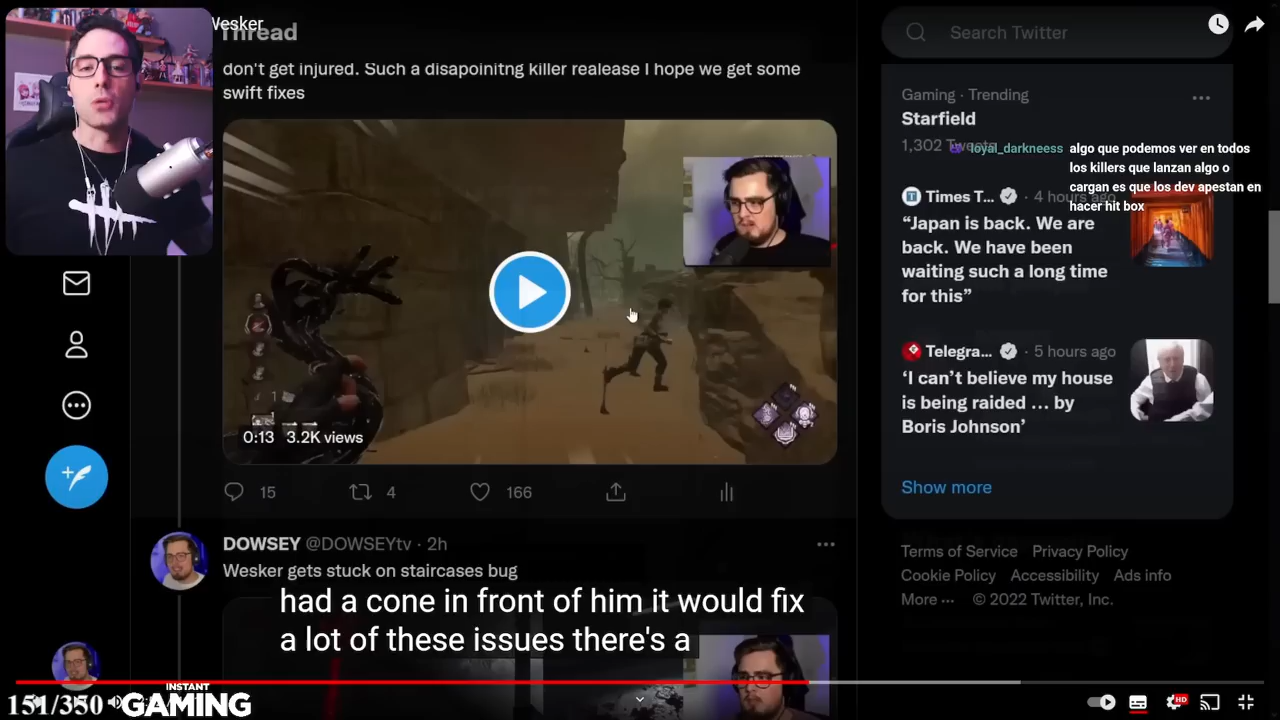 Wesker
Thread
don't get injured. Such a disapoinitng killer realease I hope we get some
swift fixes
0:13 3.2K views
15 4 166
DOWSEY @DOWSEYtv · 2h
Wesker gets stuck on staircases bug
had a cone in front of him it would fix
a lot of these issues there's a
151/350
INSTANT
GAMING
Search Twitter
Gaming · Trending
Starfield
1,302 Tweets
loyal_darkneess algo que podemos ver en todos
los killers que lanzan algo o
cargan es que los dev apestan en
hacer hit box
Times T... · 4 hours ago
“Japan is back. We are
back. We have been
waiting such a long time
for this”
Telegra... · 5 hours ago
‘I can’t believe my house
is being raided ... by
Boris Johnson’
Show more
Terms of Service Privacy Policy
Cookie Policy Accessibility Ads info
More ··· © 2022 Twitter, Inc.
HD